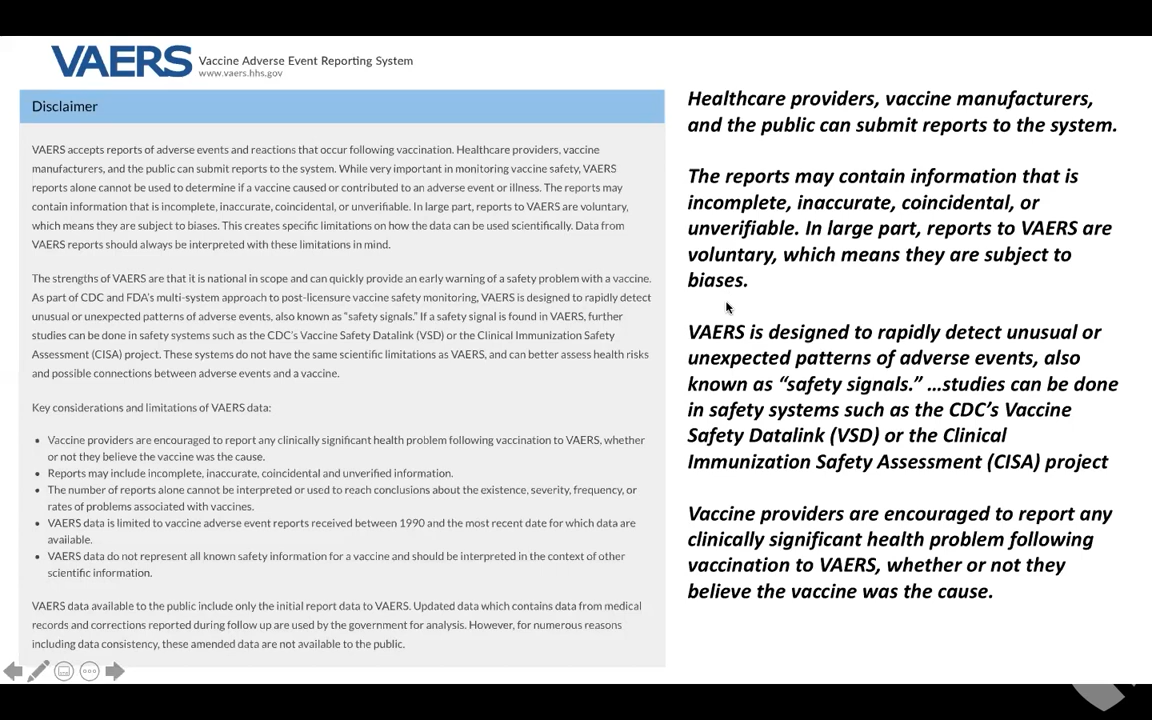 VAERS Vaccine Adverse Event Reporting System
www.vaers.hhs.gov
Disclaimer
VAERS accepts reports of adverse events and reactions that occur following vaccination. Healthcare providers, vaccine
manufacturers, and the public can submit reports to the system. While very important in monitoring vaccine safety, VAERS
reports alone cannot be used to determine if a vaccine caused or contributed to an adverse event or illness. The reports may
contain information that is incomplete, inaccurate, coincidental, or unverifiable. In large part, reports to VAERS are voluntary,
which means they are subject to biases. This creates specific limitations on how the data can be used scientifically. Data from
VAERS reports should always be interpreted with these limitations in mind.
The strengths of VAERS are that it is national in scope and can quickly provide an early warning of a safety problem with a vaccine.
As part of CDC and FDA's multi-system approach to post-licensure vaccine safety monitoring, VAERS is designed to rapidly detect
unusual or unexpected patterns of adverse events, also known as "safety signals." If a safety signal is found in VAERS, further
studies can be done in safety systems such as the CDC's Vaccine Safety Datalink (VSD) or the Clinical Immunization Safety
Assessment (CISA) project. These systems do not have the same scientific limitations as VAERS, and can better assess health risks
and possible connections between adverse events and a vaccine.
Key considerations and limitations of VAERS data:
• Vaccine providers are encouraged to report any clinically significant health problem following vaccination to VAERS, whether
or not they believe the vaccine was the cause.
• Reports may include incomplete, inaccurate, coincidental and unverified information.
• The number of reports alone cannot be interpreted or used to reach conclusions about the existence, severity, frequency, or
rates of problems associated with vaccines.
• VAERS data is limited to vaccine adverse event reports received between 1990 and the most recent date for which data are
available.
• VAERS data do not represent all known safety information for a vaccine and should be interpreted in the context of other
scientific information.
VAERS data available to the public include only the initial report data to VAERS. Updated data which contains data from medical
records and corrections reported during follow up are used by the government for analysis. However, for numerous reasons
including data consistency, these amended data are not available to the public.
Healthcare providers, vaccine manufacturers,
and the public can submit reports to the system.
The reports may contain information that is
incomplete, inaccurate, coincidental, or
unverifiable. In large part, reports to VAERS are
voluntary, which means they are subject to
biases.
VAERS is designed to rapidly detect unusual or
unexpected patterns of adverse events, also
known as “safety signals.” …studies can be done
in safety systems such as the CDC’s Vaccine
Safety Datalink (VSD) or the Clinical
Immunization Safety Assessment (CISA) project
Vaccine providers are encouraged to report any
clinically significant health problem following
vaccination to VAERS, whether or not they
believe the vaccine was the cause.